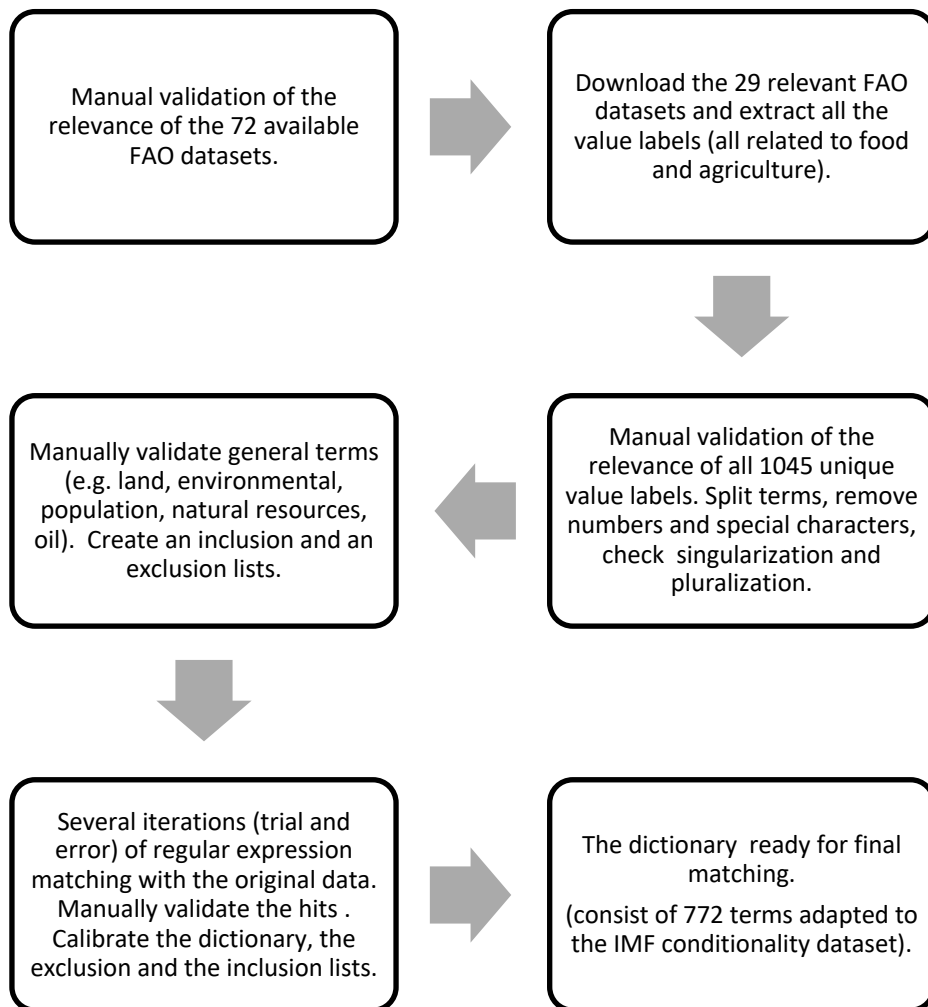 Manual validation of the
relevance of the 72 available
FAO datasets.
Download the 29 relevant FAO
datasets and extract all the
value labels (all related to food
and agriculture).
Manual validation of the
relevance of all 1045 unique
value labels. Split terms, remove
numbers and special characters,
check singularization and
pluralization.
Manually validate general terms
(e.g. land, environmental,
population, natural resources,
oil). Create an inclusion and an
exclusion lists.
Several iterations (trial and
error) of regular expression
matching with the original data.
Manually validate the hits .
Calibrate the dictionary, the
exclusion and the inclusion lists.
The dictionary ready for final
matching.
(consist of 772 terms adapted to
the IMF conditionality dataset).